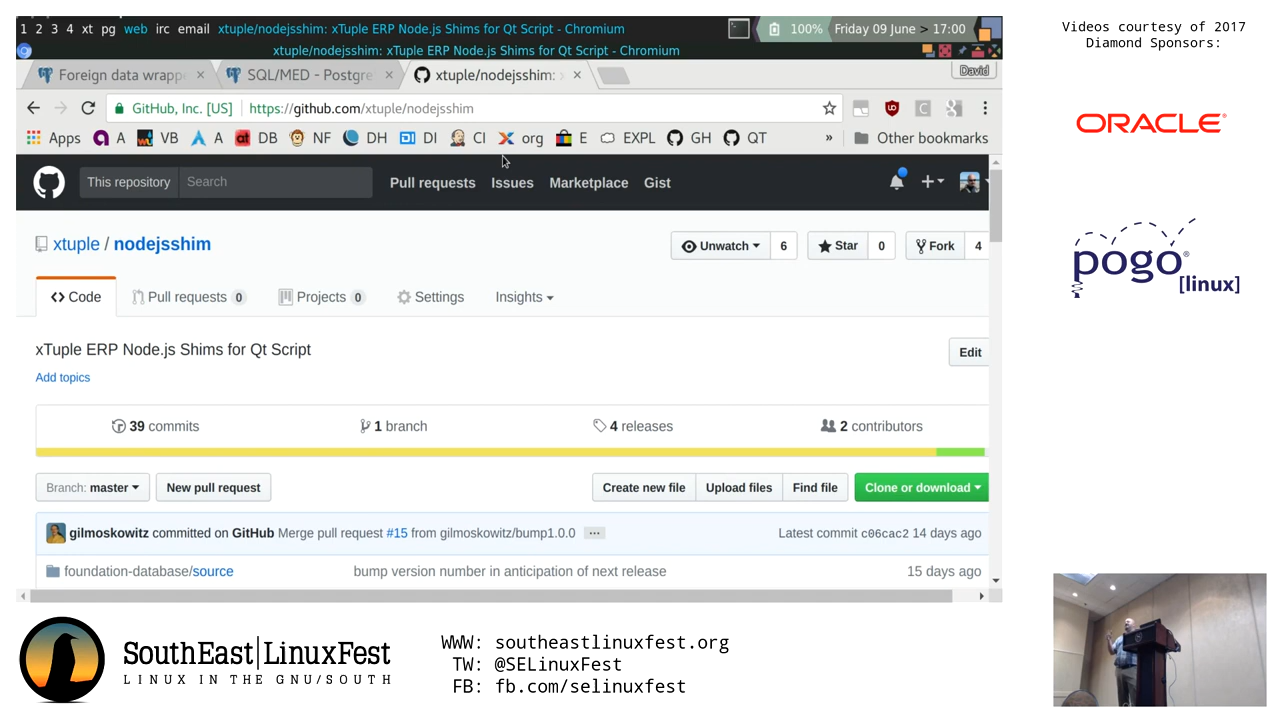 1 2 3 4 xt pg web irc email xtuple/nodejsshim: xTuple ERP Node.js Shims for Qt Script - Chromium 100% Friday 09 June > 17:00
xtuple/nodejsshim: xTuple ERP Node.js Shims for Qt Script - Chromium
Foreign data wrappe × SQL/MED - Postgre × xtuple/nodejsshim: × David
GitHub, Inc. [US] https://github.com/xtuple/nodejsshim
Apps A VB A DB NF DH DI CI org E EXPL GH QT » Other bookmarks
This repository Search Pull requests Issues Marketplace Gist
xtuple / nodejsshim Unwatch 6 Star 0 Fork 4
Code Pull requests 0 Projects 0 Settings Insights
xTuple ERP Node.js Shims for Qt Script Edit
Add topics
39 commits 1 branch 4 releases 2 contributors
Branch: master New pull request Create new file Upload files Find file Clone or download
gilmoskowitz committed on GitHub Merge pull request #15 from gilmoskowitz/bump1.0.0 ... Latest commit c06cac2 14 days ago
foundation-database/source bump version number in anticipation of next release 15 days ago
Videos courtesy of 2017
Diamond Sponsors:
ORACLE®
pogo®
[linux]
SouthEast|LinuxFest
LINUX IN THE GNU/SOUTH
WWW: southeastlinuxfest.org
TW: @SELinuxFest
FB: fb.com/selinuxfest